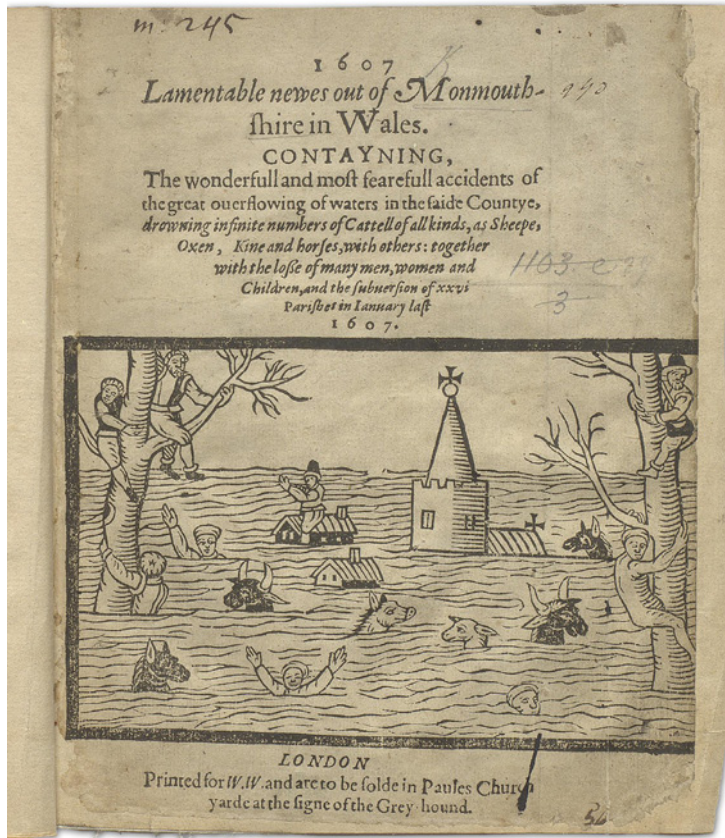 m. 245
1607
Lamentable newes out of Monmouth-
ſhire in Wales.
CONTAYNING,
The wonderfull and moſt fearefull accidents of
the great ouerflowing of waters in the ſaide Countye,
drowning infinite numbers of Cattell of all kinds, as Sheepe,
Oxen, Kine and horſes, with others: together
with the loſſe of many men, women and
Children, and the ſubuerſion of xxvi
Pariſhes in Ianuary laſt
1607.
LONDON
Printed for W.W. and are to be ſolde in Paules Church
yarde at the ſigne of the Grey hound.